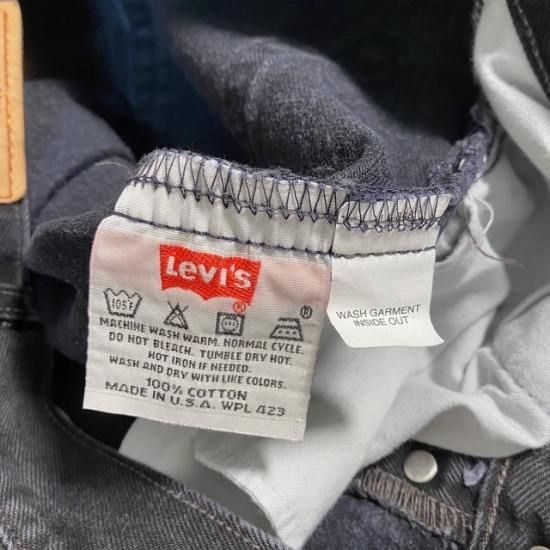 Levi's
®
105°F
®
MACHINE WASH WARM. NORMAL CYCLE.
DO NOT BLEACH. TUMBLE DRY HOT.
HOT IRON IF NEEDED.
WASH AND DRY WITH LIKE COLORS.
100% COTTON
MADE IN U.S.A. WPL 423
WASH GARMENT
INSIDE OUT